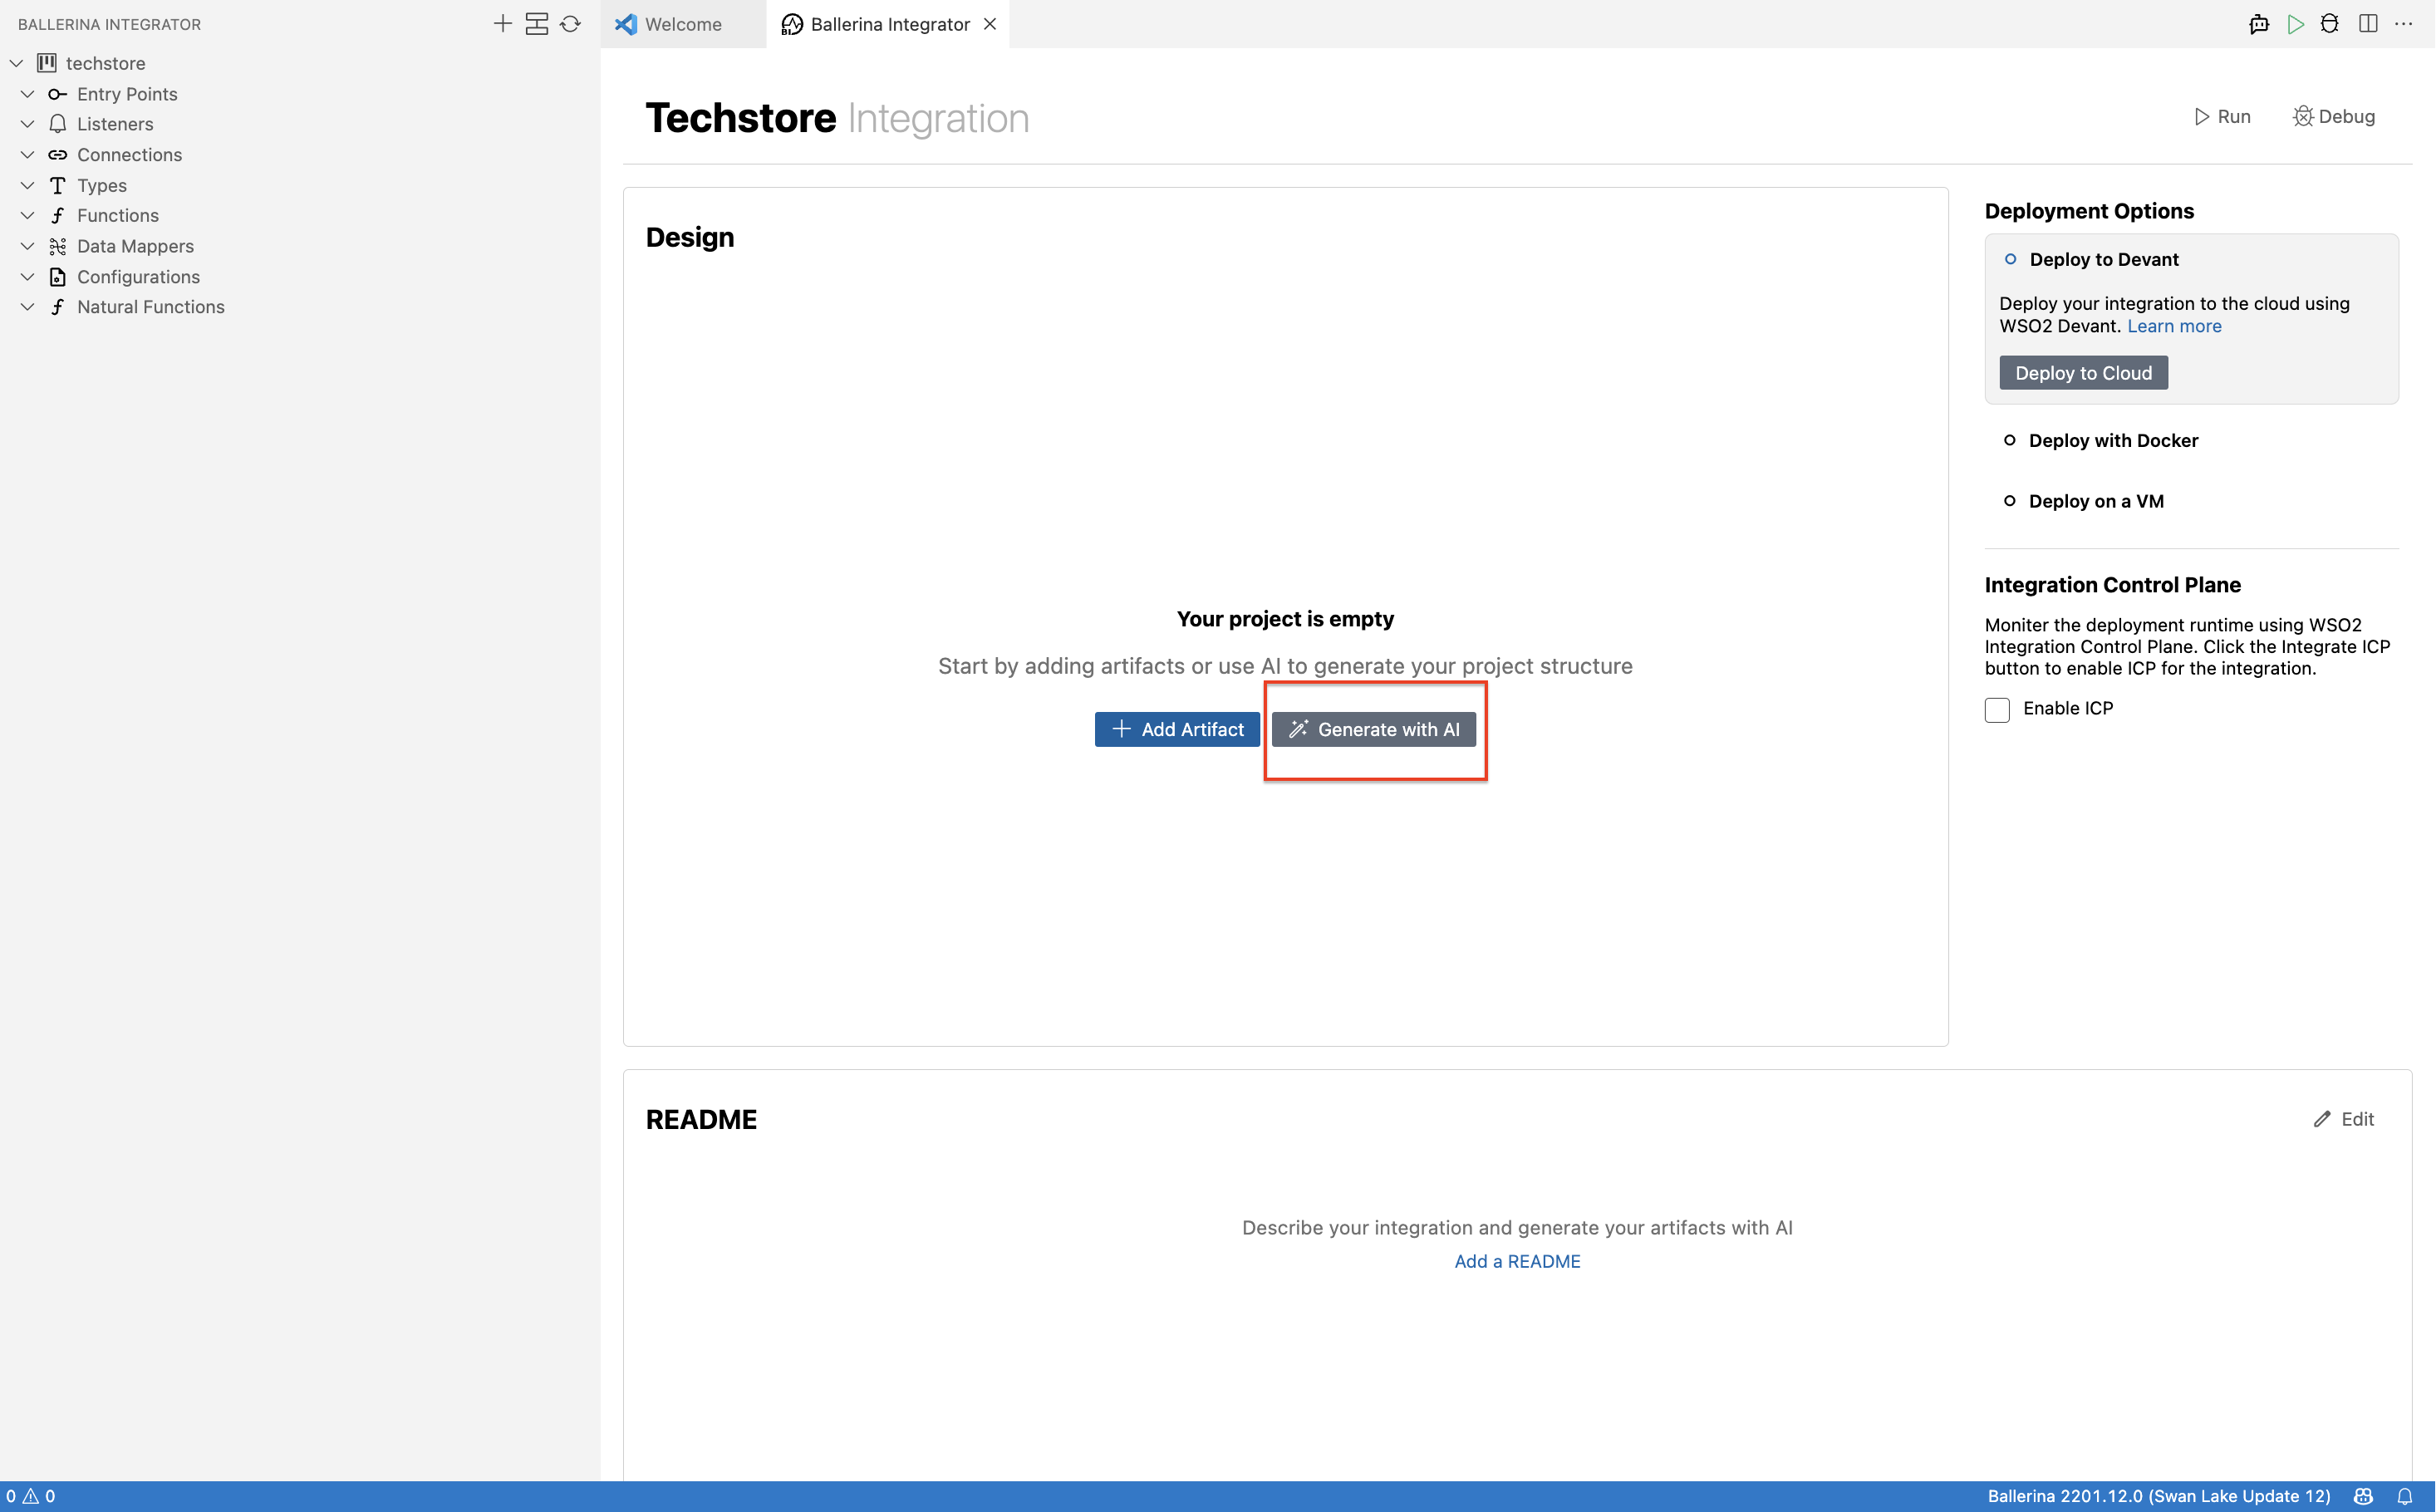 BALLERINA INTEGRATOR
techstore
Entry Points
Listeners
Connections
Types
Functions
Data Mappers
Configurations
Natural Functions
Welcome
BI Ballerina Integrator
Techstore Integration
Run
Debug
Design
Your project is empty
Start by adding artifacts or use AI to generate your project structure
Add Artifact
Generate with AI
Deployment Options
Deploy to Devant
Deploy your integration to the cloud using
WSO2 Devant. Learn more
Deploy to Cloud
Deploy with Docker
Deploy on a VM
Integration Control Plane
Moniter the deployment runtime using WSO2
Integration Control Plane. Click the Integrate ICP
button to enable ICP for the integration.
Enable ICP
README
Edit
Describe your integration and generate your artifacts with AI
Add a README
0 0
Ballerina 2201.12.0 (Swan Lake Update 12)